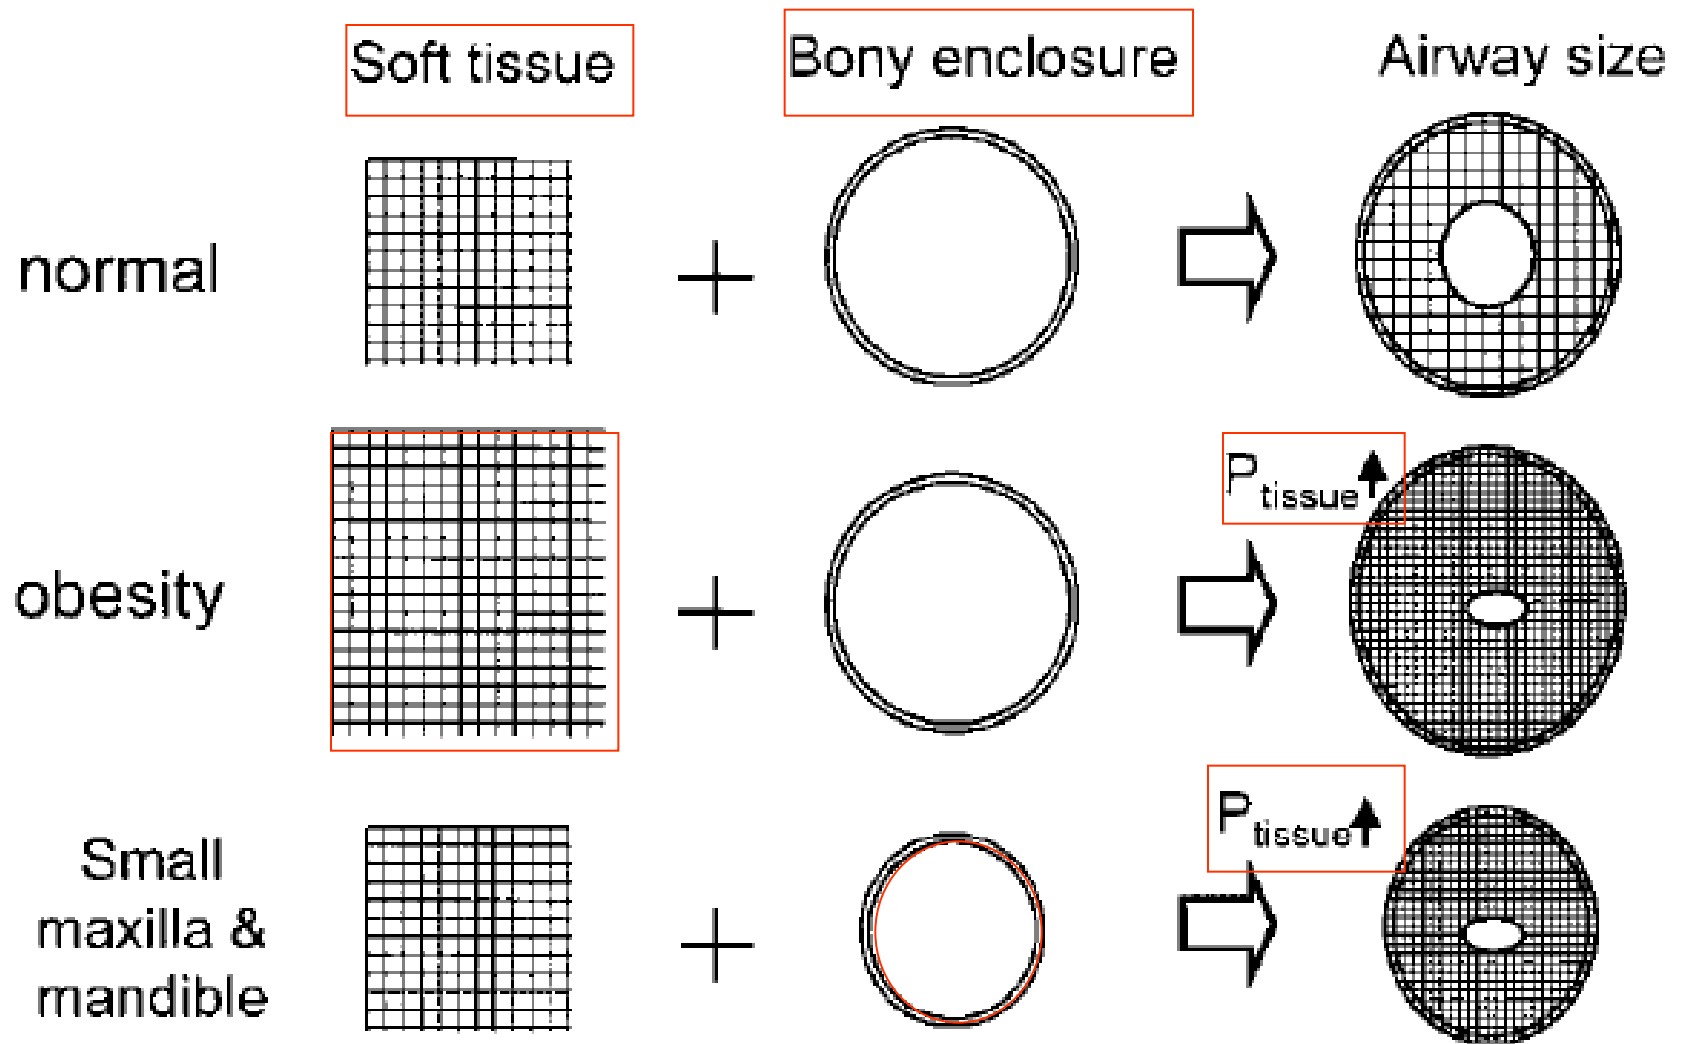 Soft tissue
Bony enclosure
Airway size
normal
+
obesity
+
Ptissue↑
Small
maxilla &
mandible
+
Ptissue↑